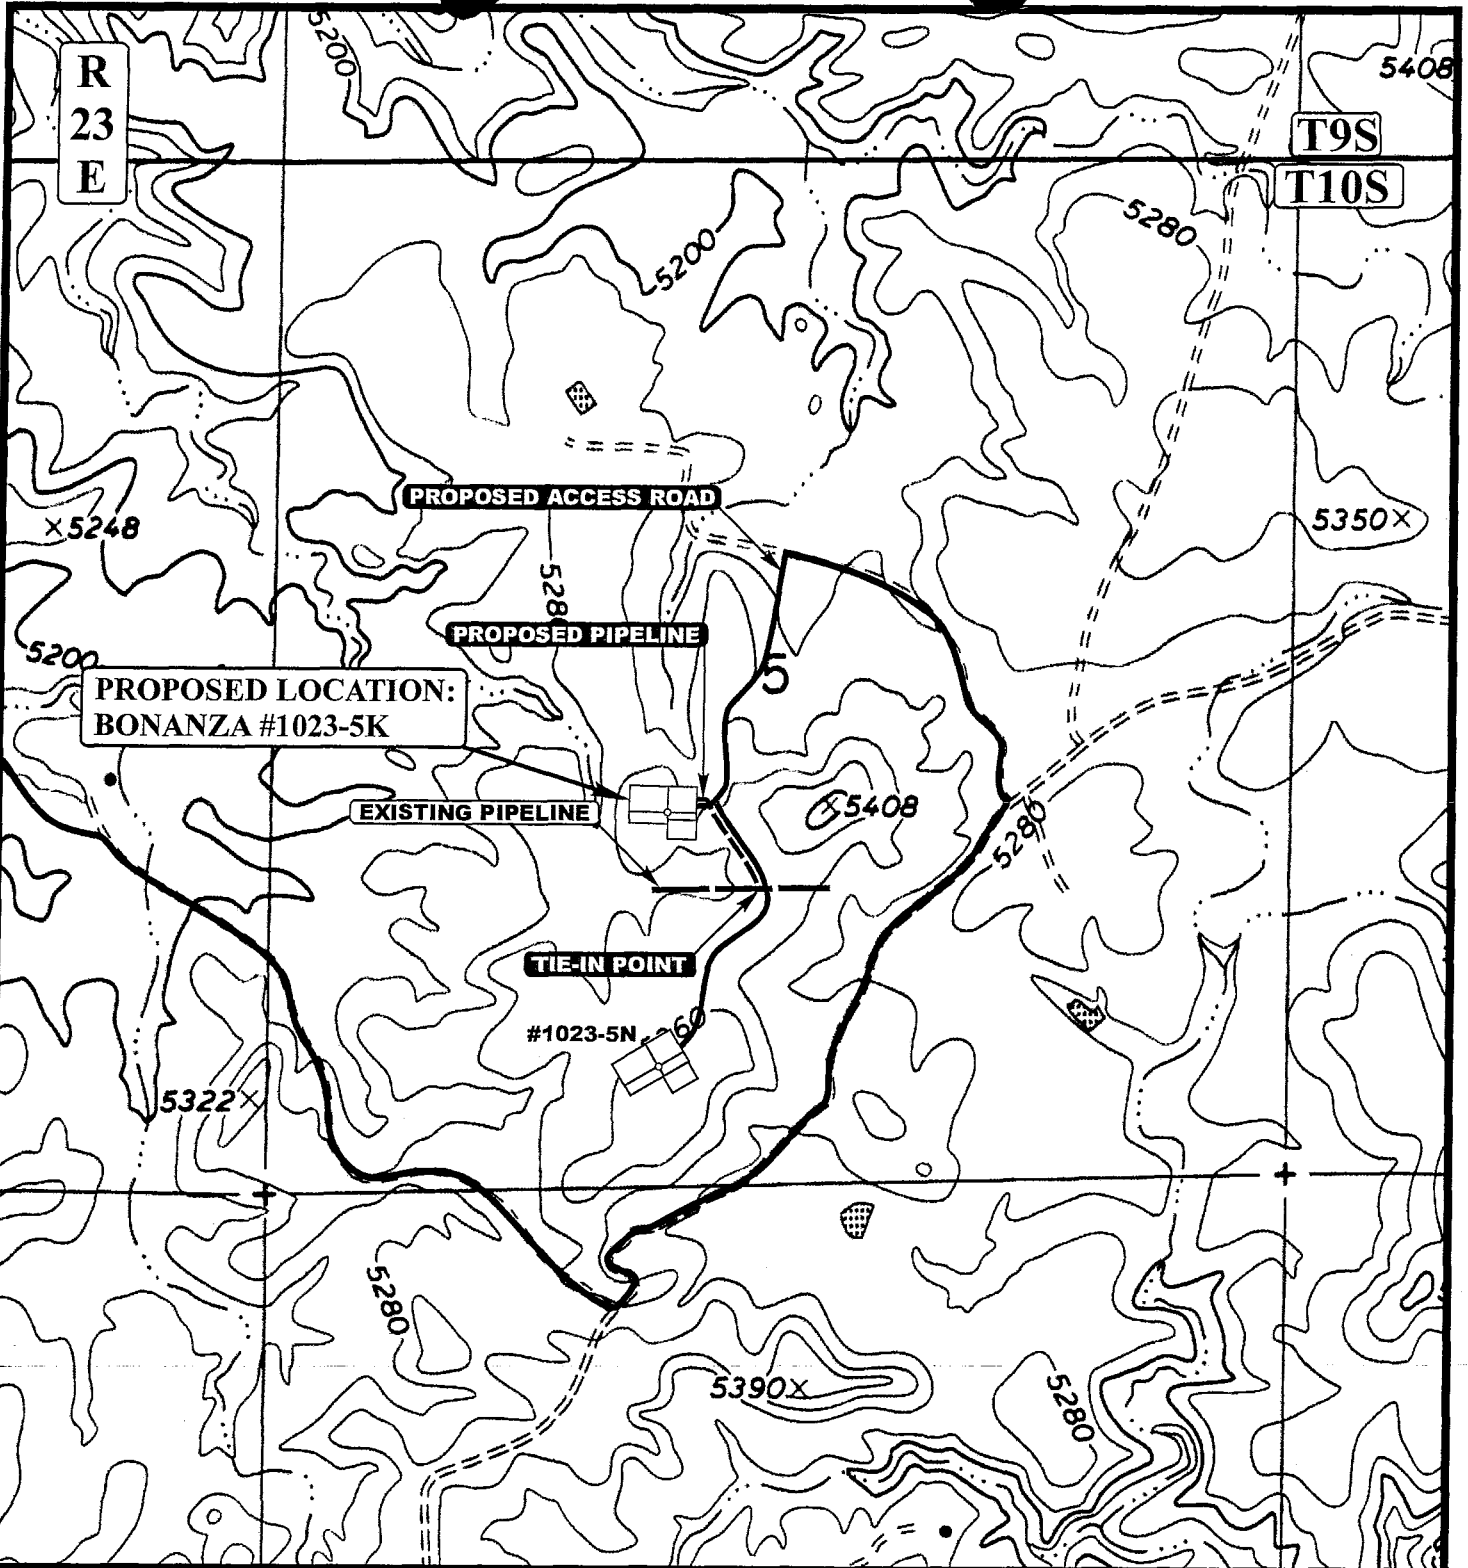 5200
5408
R
23
E
T9S
T10S
5280
5200
PROPOSED ACCESS ROAD
5248
5350
PROPOSED PIPELINE
5200
5
PROPOSED LOCATION:
BONANZA #1023-5K
EXISTING PIPELINE
5408
5280
TIE-IN POINT
#1023-5N
5322
5280
5390
5280